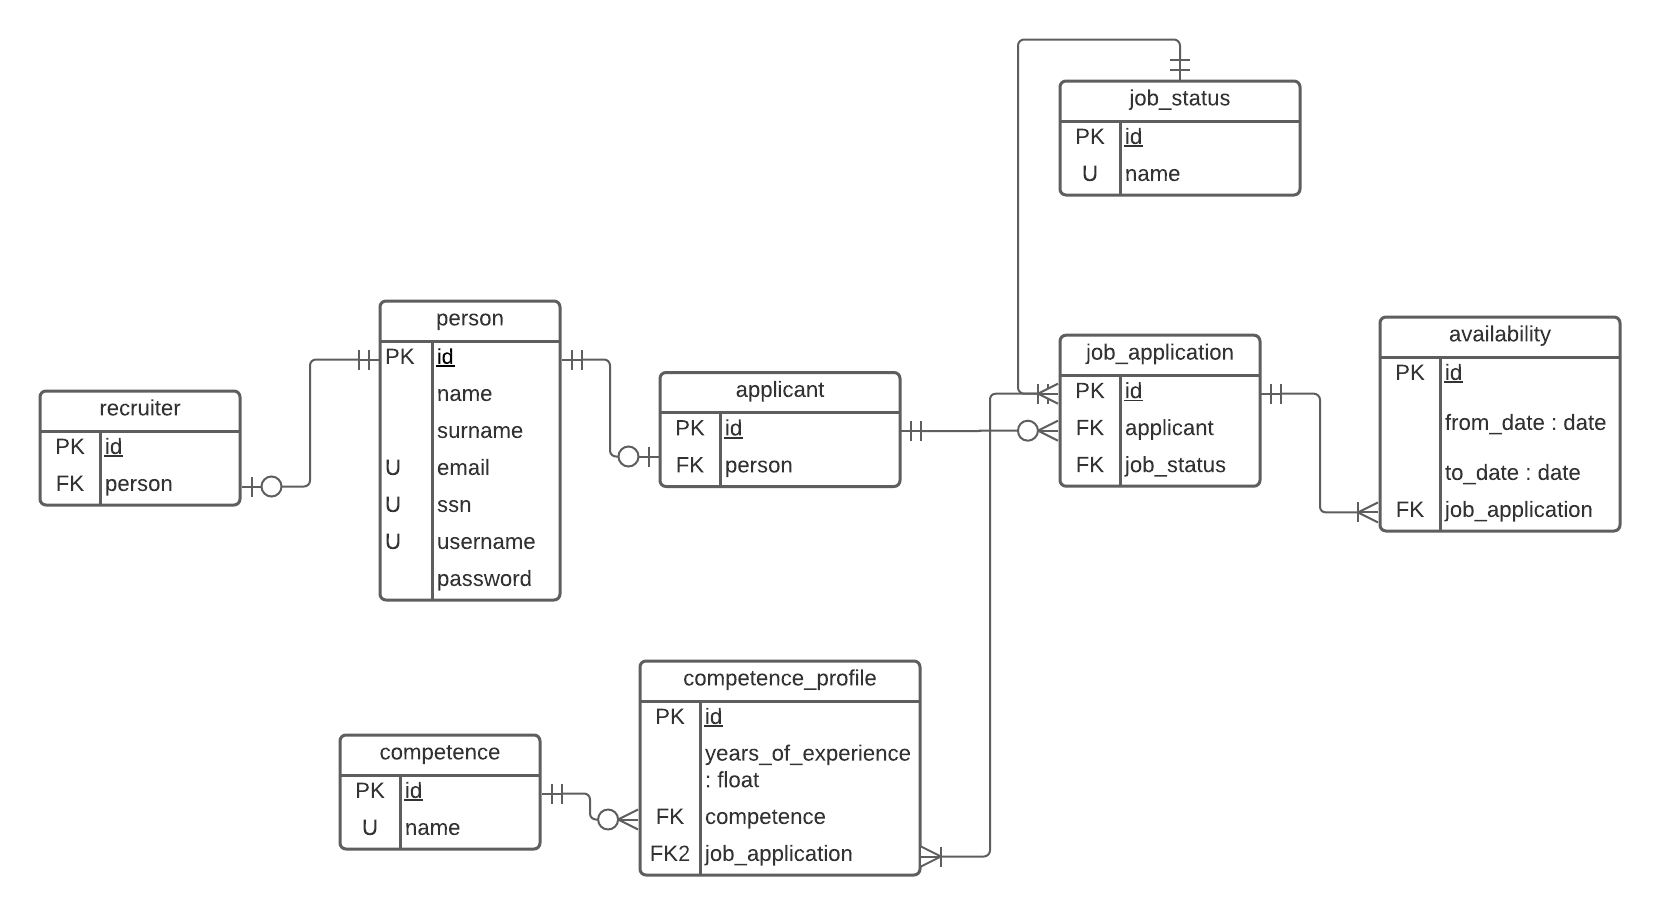 job_status
PK id
U name
person
PK id
name
surname
U email
U ssn
U username
password
recruiter
PK id
FK person
applicant
PK id
FK person
job_application
PK id
FK applicant
FK job_status
availability
PK id
from_date : date
to_date : date
FK job_application
competence_profile
PK id
years_of_experience
: float
FK competence
FK2 job_application
competence
PK id
U name